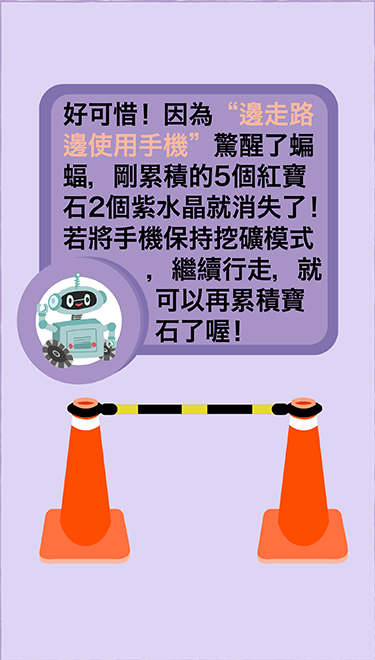 好可惜！因為“邊走路
邊使用手機”驚醒了蝙
蝠，剛累積的5個紅寶
石2個紫水晶就消失了！
若將手機保持挖礦模式
，繼續行走，就
可以再累積寶
石了喔！